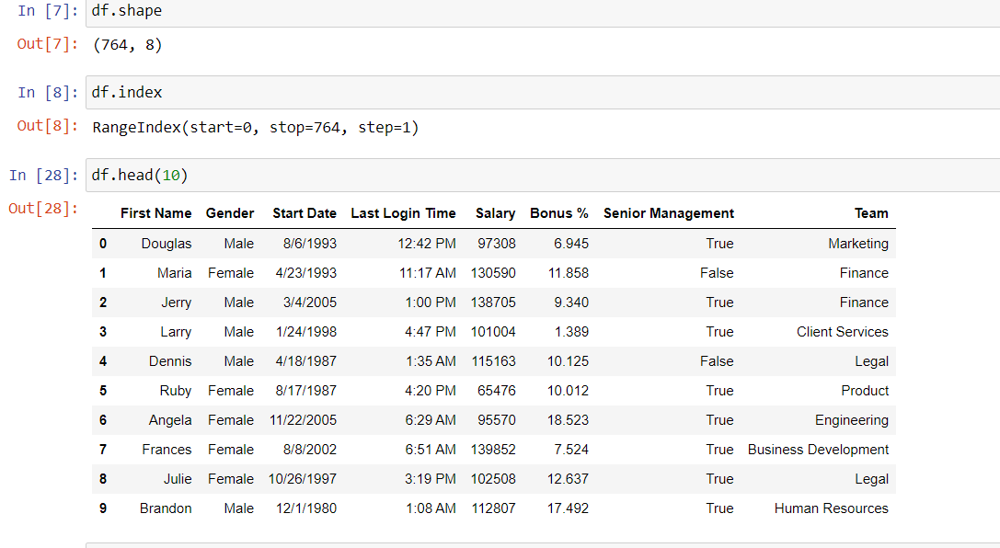 In [7]: df.shape
Out[7]: (764, 8)
In [8]: df.index
Out[8]: RangeIndex(start=0, stop=764, step=1)
In [28]: df.head(10)
Out[28]:
First Name Gender Start Date Last Login Time Salary Bonus % Senior Management Team
0 Douglas Male 8/6/1993 12:42 PM 97308 6.945 True Marketing
1 Maria Female 4/23/1993 11:17 AM 130590 11.858 False Finance
2 Jerry Male 3/4/2005 1:00 PM 138705 9.340 True Finance
3 Larry Male 1/24/1998 4:47 PM 101004 1.389 True Client Services
4 Dennis Male 4/18/1987 1:35 AM 115163 10.125 False Legal
5 Ruby Female 8/17/1987 4:20 PM 65476 10.012 True Product
6 Angela Female 11/22/2005 6:29 AM 95570 18.523 True Engineering
7 Frances Female 8/8/2002 6:51 AM 139852 7.524 True Business Development
8 Julie Female 10/26/1997 3:19 PM 102508 12.637 True Legal
9 Brandon Male 12/1/1980 1:08 AM 112807 17.492 True Human Resources